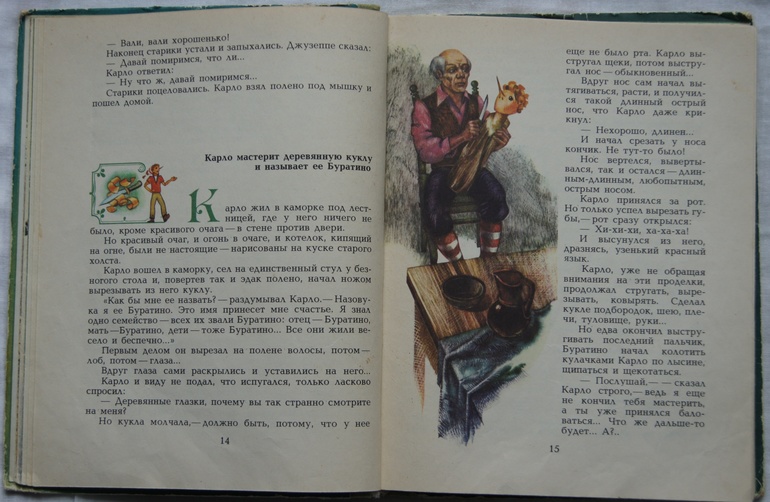 — Вали, вали хорошенько!
Наконец старики устали и запыхались. Джузеппе сказал:
— Давай помиримся, что ли...
Карло ответил:
— Ну что ж, давай помиримся...
Старики поцеловались. Карло взял полено под мышку и
пошел домой.
Карло мастерит деревянную куклу
и называет ее Буратино
Карло жил в каморке под лест-
ницей, где у него ничего не
было, кроме красивого очага — в стене против двери.
Но красивый очаг, и огонь в очаге, и котелок, кипящий
на огне, были не настоящие — нарисованы на куске старого
холста.
Карло вошел в каморку, сел на единственный стул у без-
ногого стола и, повертев так и эдак полено, начал ножом
вырезывать из него куклу.
«Как бы мне ее назвать? — раздумывал Карло.— Назову-
ка я ее Буратино. Это имя принесет мне счастье. Я знал
одно семейство — всех их звали Буратино: отец — Буратино,
мать — Буратино, дети — тоже Буратино... Все они жили ве-
село и беспечно...»
Первым делом он вырезал на полене волосы, потом —
лоб, потом — глаза...
Вдруг глаза сами раскрылись и уставились на него...
Карло и виду не подал, что испугался, только ласково
спросил:
— Деревянные глазки, почему вы так странно смотрите
на меня?
Но кукла молчала,— должно быть, потому, что у нее
14
еще не было рта. Карло вы-
стругал щеки, потом выстру-
гал нос — обыкновенный...
Вдруг нос сам начал вы-
тягиваться, расти, и получил-
ся такой длинный острый
нос, что Карло даже кря-
кнул:
— Нехорошо, длинен...
И начал срезать у носа
кончик. Не тут-то было!
Нос вертелся, выверты-
вался, так и остался — длин-
ным-длинным, любопытным,
острым носом.
Карло принялся за рот.
Но только успел вырезать гу-
бы,— рот сразу открылся:
— Хи-хи-хи, ха-ха-ха!
И высунулся из него,
дразнясь, узенький красный
язык.
Карло, уже не обращая
внимания на эти проделки,
продолжал стругать, выре-
зывать, ковырять. Сделал
кукле подбородок, шею, пле-
чи, туловище, руки...
Но едва окончил выстру-
гивать последний пальчик,
Буратино начал колотить
кулачками Карло по лысине,
щипаться и щекотаться.
— Послушай,— — сказал
Карло строго,— ведь я еще
не кончил тебя мастерить,
а ты уже принялся бало-
ваться... Что же дальше-то
будет... А?..
15